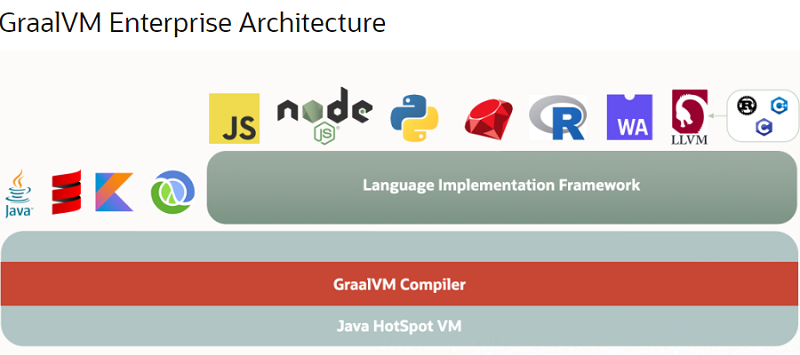 GraalVM Enterprise Architecture
JS
node
JS
R
WA
LLVM
C
C
Java
Language Implementation Framework
GraalVM Compiler
Java HotSpot VM